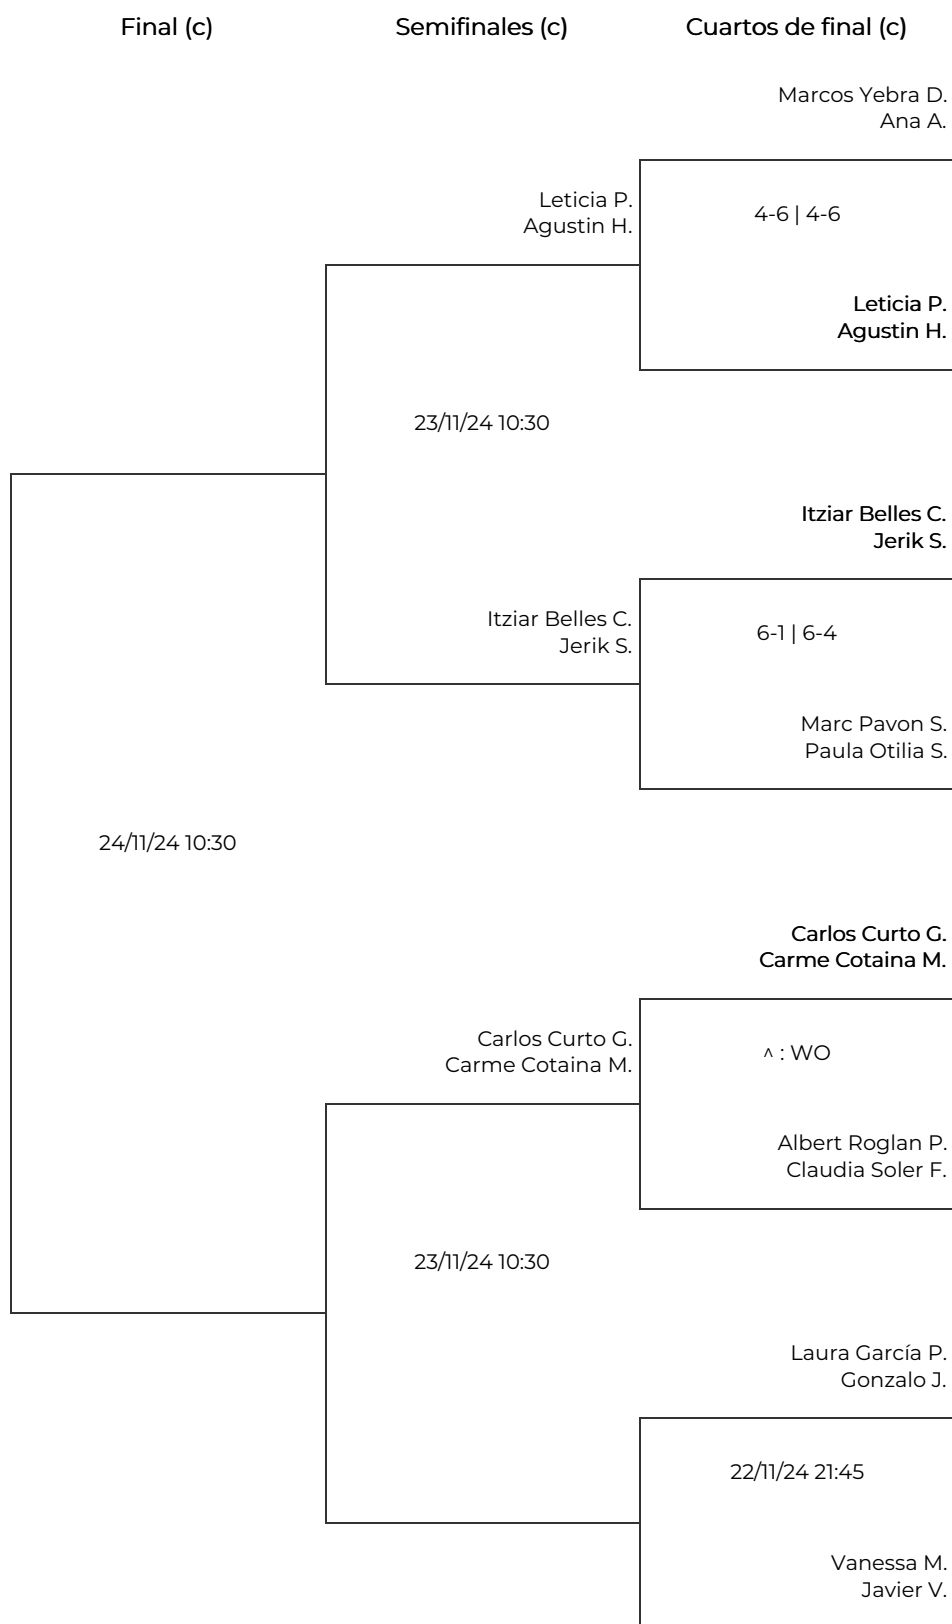 Final (c)
Semifinales (c)
Cuartos de final (c)
Marcos Yebra D.
Ana A.
Leticia P.
Agustin H.
4-6 | 4-6
Leticia P.
Agustin H.
23/11/24 10:30
Itziar Belles C.
Jerik S.
Itziar Belles C.
Jerik S.
6-1 | 6-4
Marc Pavon S.
Paula Otilia S.
24/11/24 10:30
Carlos Curto G.
Carme Cotaina M.
Carlos Curto G.
Carme Cotaina M.
^ : WO
Albert Roglan P.
Claudia Soler F.
23/11/24 10:30
Laura García P.
Gonzalo J.
22/11/24 21:45
Vanessa M.
Javier V.